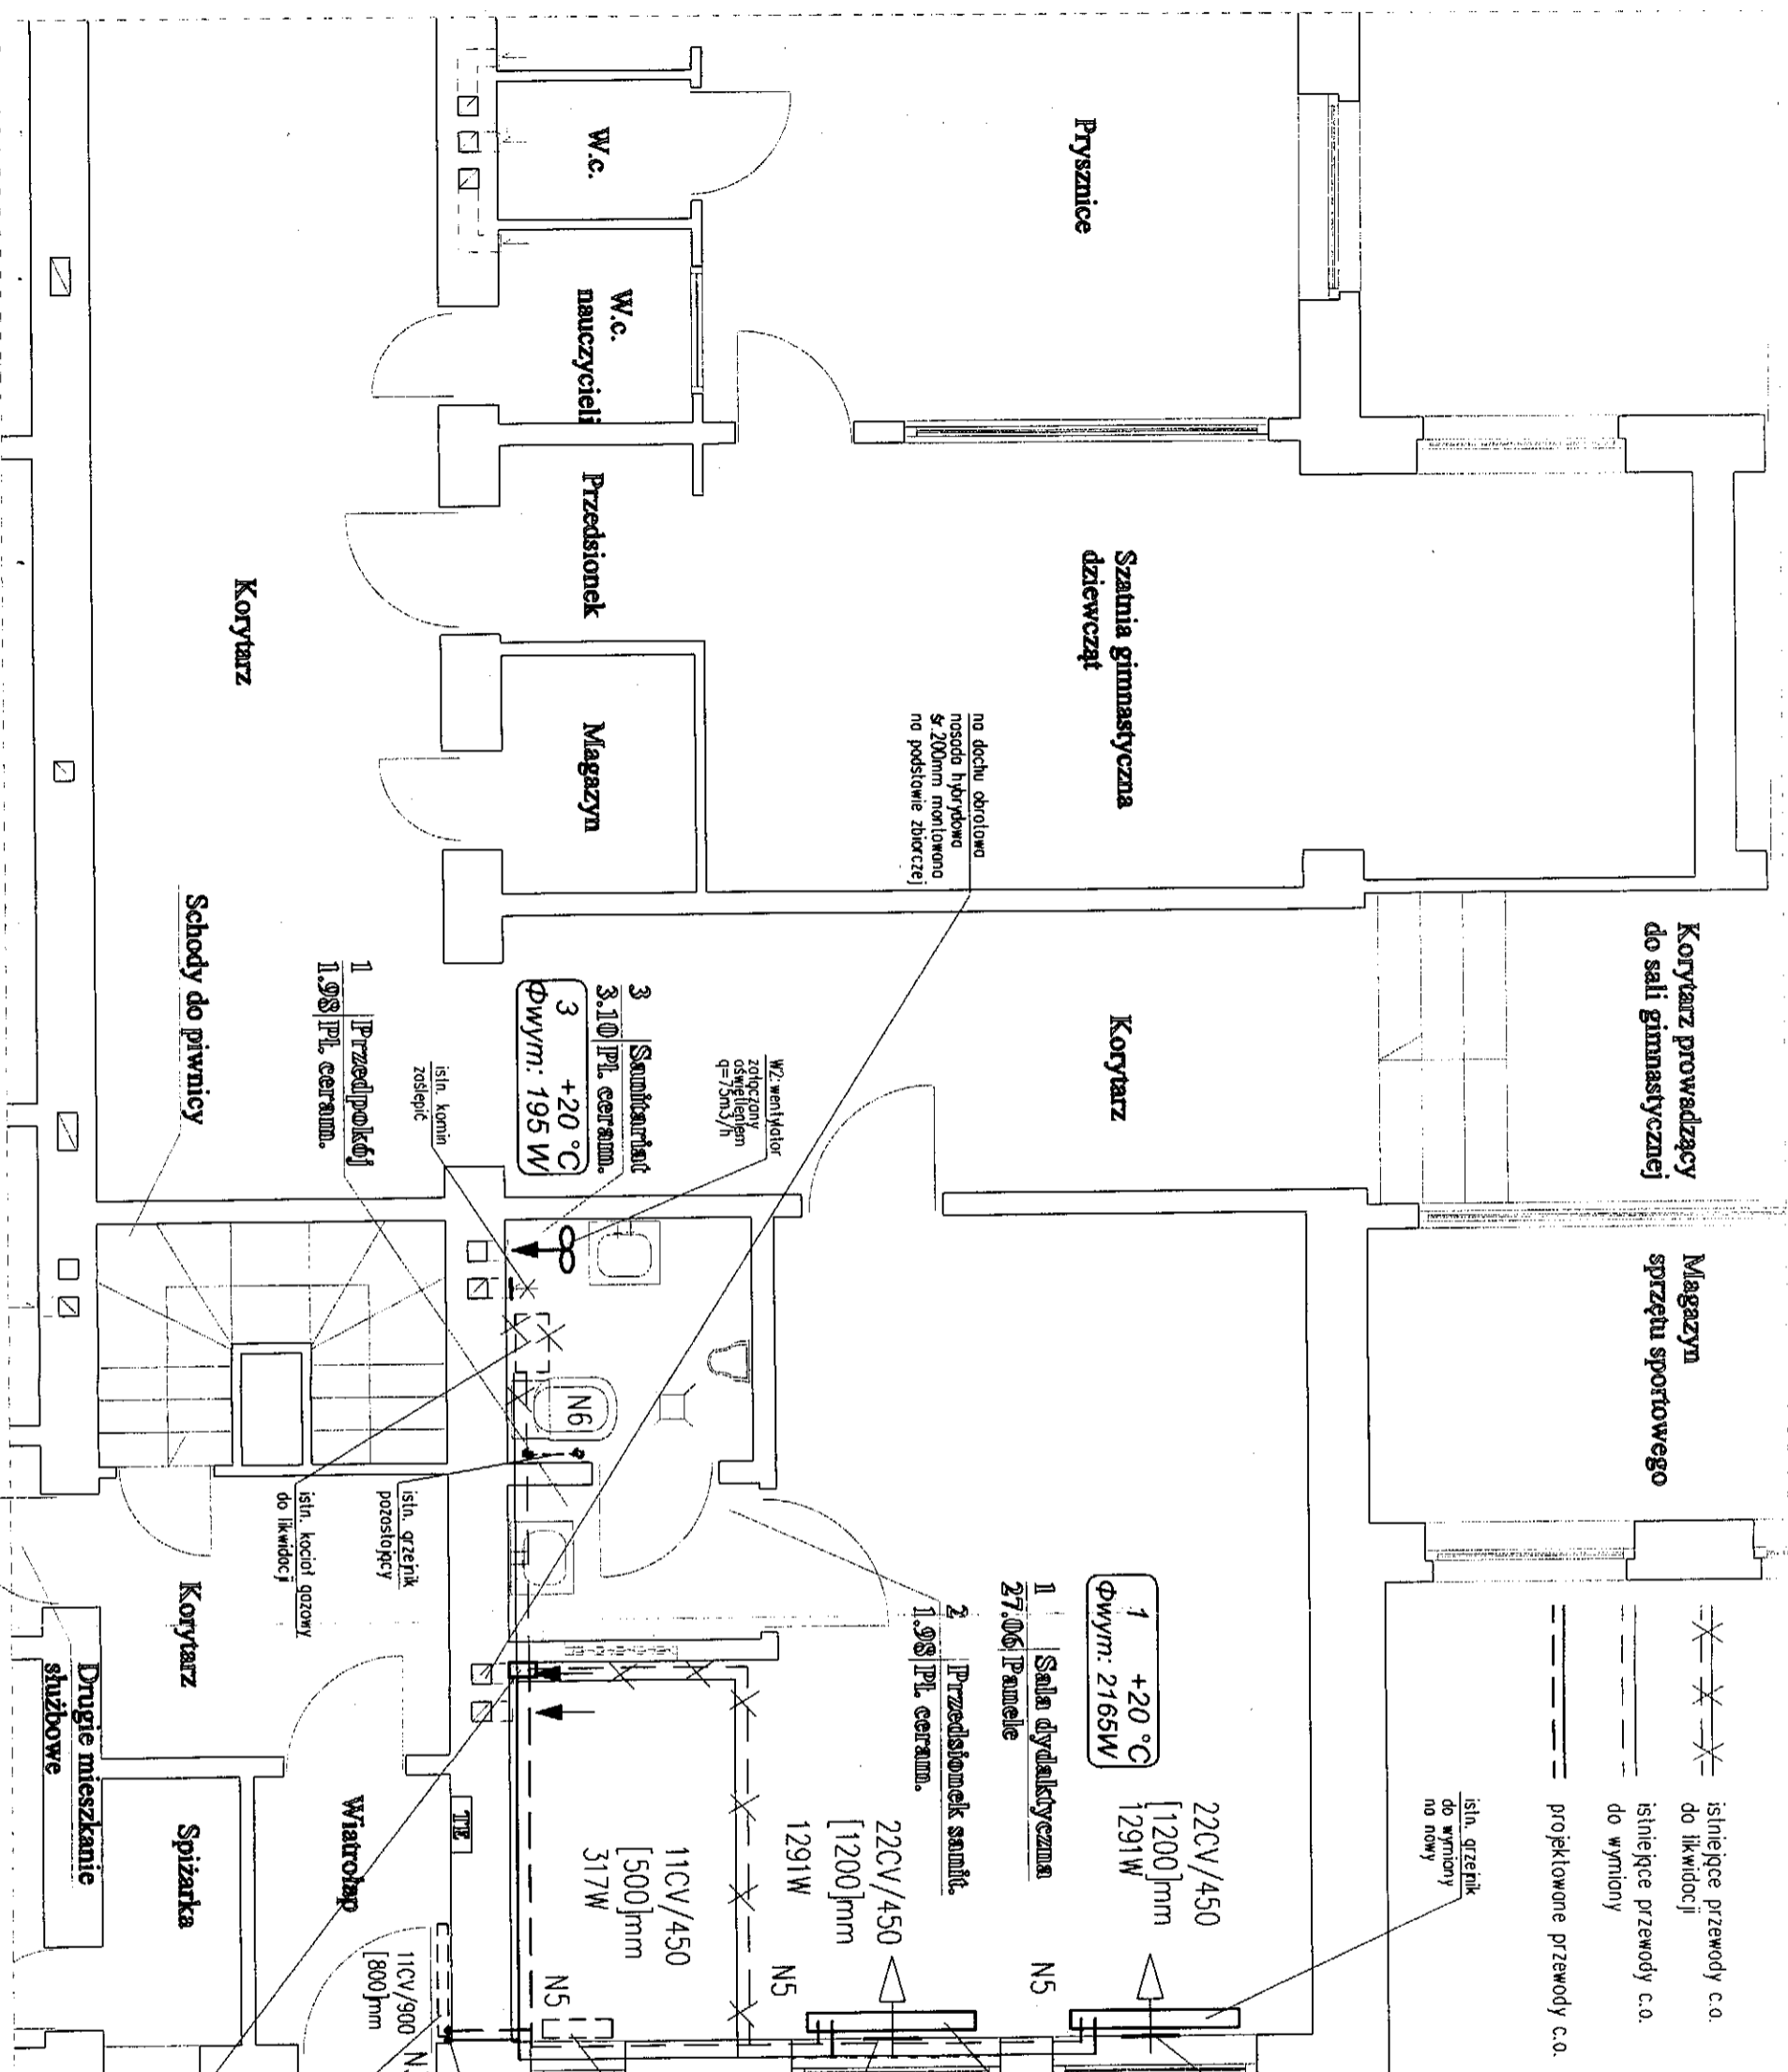 W.c.
Prysznice
W.c.
nauczycieli
Przedsionek
Szatnia gimnastyczna
dziewcząt
Korytarz
Magazyn
na dachu obrotowa
nasada hybrydowa
śr.200mm montowana
na podstawie zbiorczej
Korytarz prowadzący
do sali gimnastycznej
Korytarz
Schody do piwnicy
1 Przedpokój
1.98 Pł. ceram.
3 Sanitariat
3.10 Pł. ceram.
3 +20 °C
Φwym: 195 W
istn. komin
zaślepić
W2:wentylator
załączany
oświetleniem
q=75m3/h
Magazyn
sprzętu sportowego
N6
istn. grzejnik
pozostający
istn. kocioł gazowy
do likwidacji
Korytarz
Drugie mieszkanie
służbowe
Spiżarka
Wiatrołap
TE
1 +20 °C
Φwym: 2165W
1 Sala dydaktyczna
27.06 Panele
2 Przedsionek sanit.
1.98 Pł. ceram.
22CV/450
[1200]mm
1291W
22CV/450
[1200]mm
1291W
11CV/450
[500]mm
317W
11CV/900
[800]mm
N5
N5
N5
istn. grzejnik
do wymiany
na nowy
istniejące przewody c.o.
do likwidacji
istniejące przewody c.o.
do wymiany
projektowane przewody c.o.